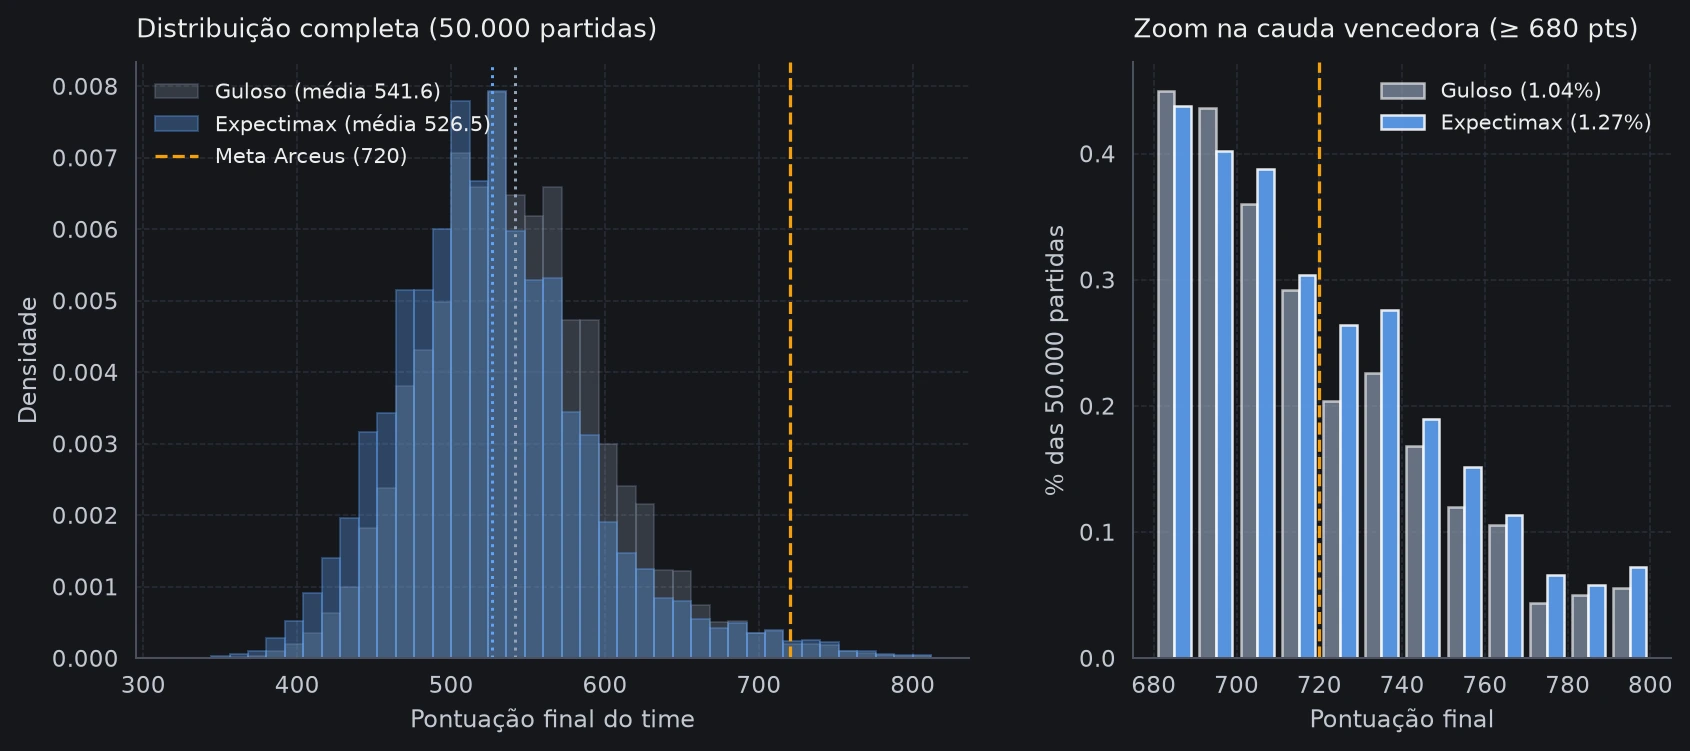 Distribuição completa (50.000 partidas)
Guloso (média 541.6)
Expectimax (média 526.5)
Meta Arceus (720)
0.008
0.007
0.006
0.005
0.004
0.003
0.002
0.001
0.000
Densidade
300 400 500 600 700 800
Pontuação final do time
Zoom na cauda vencedora (≥ 680 pts)
Guloso (1.04%)
Expectimax (1.27%)
0.4
0.3
0.2
0.1
0.0
% das 50.000 partidas
680 700 720 740 760 780 800
Pontuação final